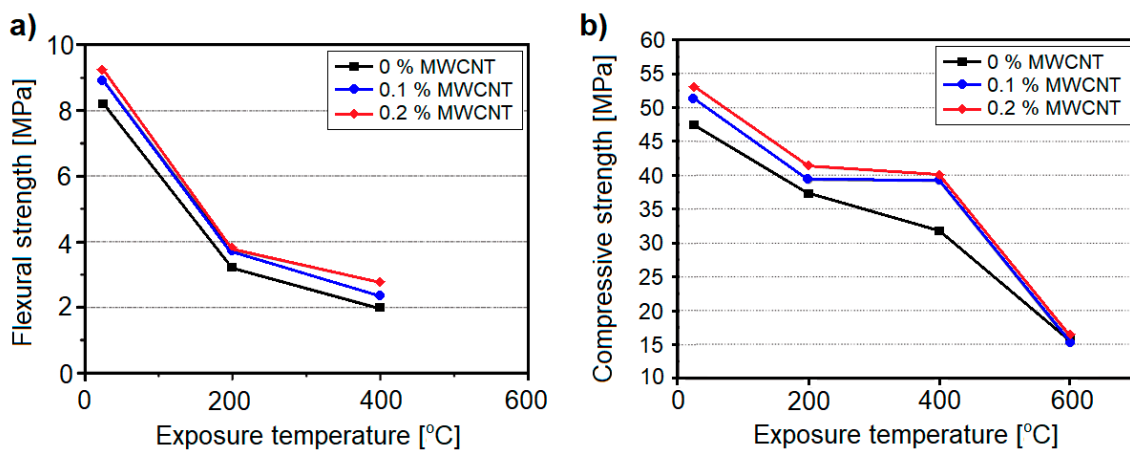 a)
Flexural strength [MPa]
10
8
6
4
2
0
0 % MWCNT
0.1 % MWCNT
0.2 % MWCNT
0 200 400 600
Exposure temperature [°C]
b)
Compressive strength [MPa]
60
55
50
45
40
35
30
25
20
15
10
0 % MWCNT
0.1 % MWCNT
0.2 % MWCNT
0 200 400 600
Exposure temperature [°C]